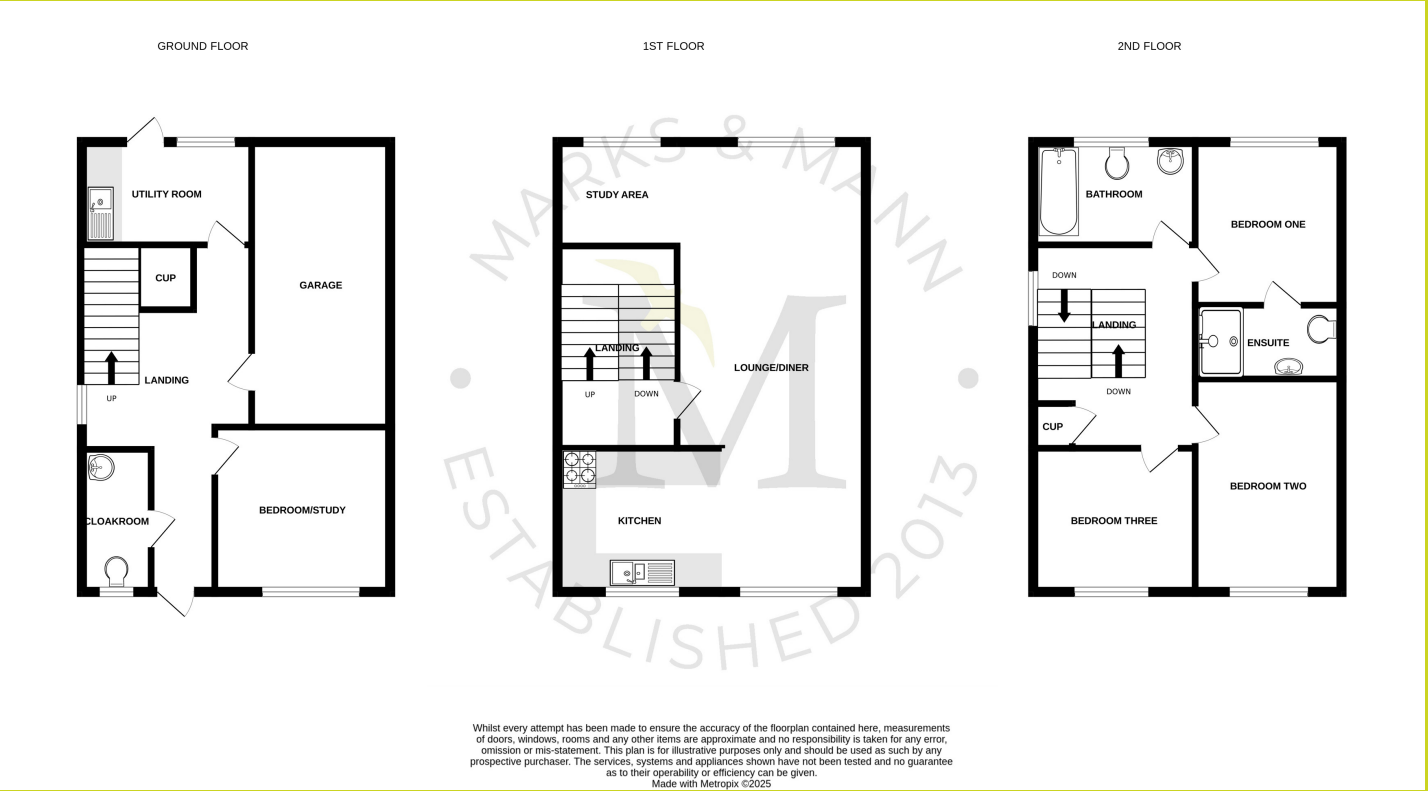 GROUND FLOOR
1ST FLOOR
2ND FLOOR
UTILITY ROOM
CUP
GARAGE
LANDING
UP
CLOAKROOM
BEDROOM/STUDY
MARKS & MANN
STUDY AREA
LANDING
LOUNGE/DINER
UP
DOWN
KITCHEN
ESTABLISHED 2013
BATHROOM
BEDROOM ONE
DOWN
LANDING
ENSUITE
DOWN
CUP
BEDROOM TWO
BEDROOM THREE
Whilst every attempt has been made to ensure the accuracy of the floorplan contained here, measurements
of doors, windows, rooms and any other items are approximate and no responsibility is taken for any error,
omission or mis-statement. This plan is for illustrative purposes only and should be used as such by any
prospective purchaser. The services, systems and appliances shown have not been tested and no guarantee
as to their operability or efficiency can be given.
Made with Metropix ©2025